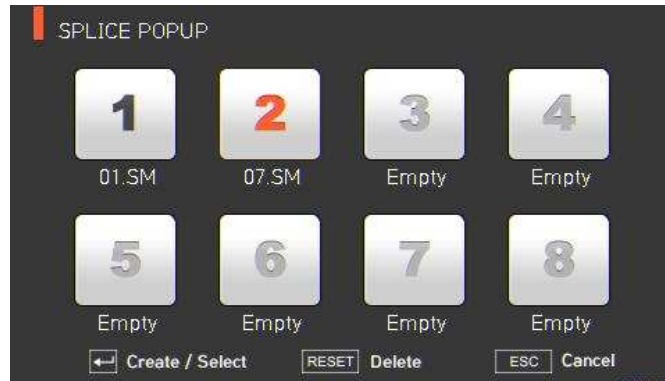 SPLICE POPUP
1 2 3 4
01.SM 07.SM Empty Empty
5 6 7 8
Empty Empty Empty Empty
Create / Select RESET Delete ESC Cancel